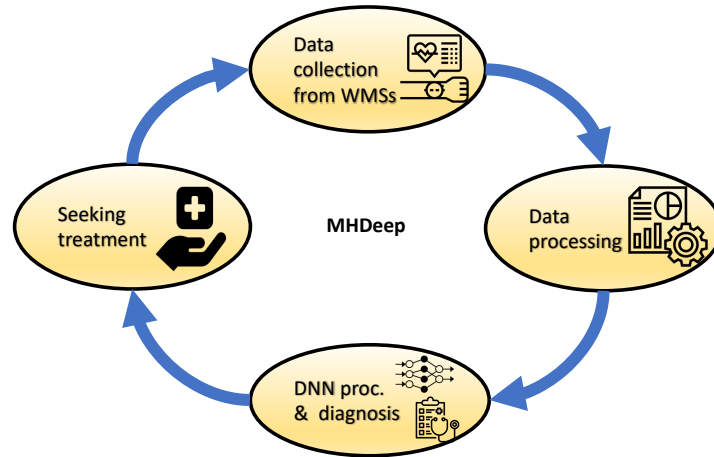 Data
collection
from WMSs
Seeking
treatment
MHDeep
Data
processing
DNN proc.
& diagnosis